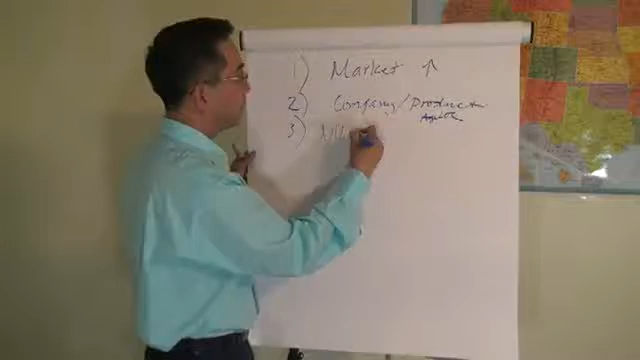 1) Market ↑
2) Company/Product
3)